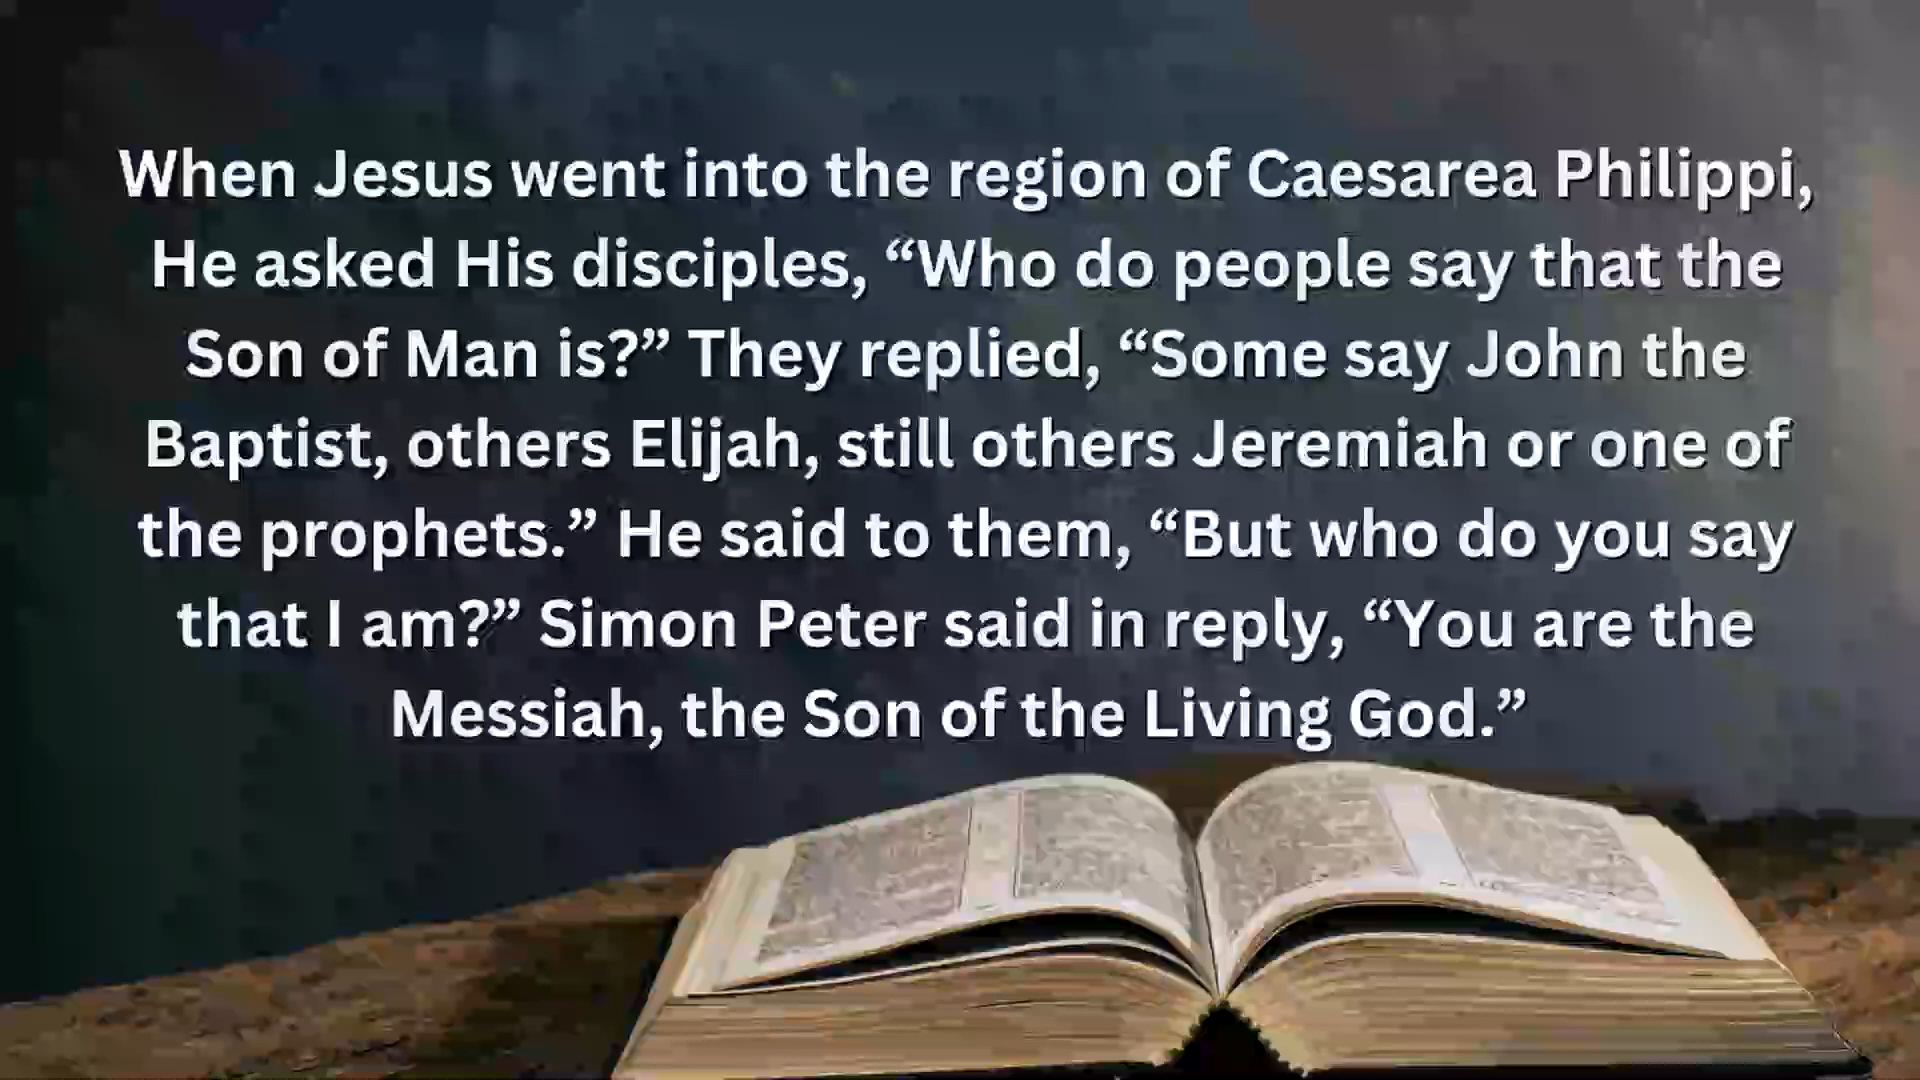 When Jesus went into the region of Caesarea Philippi,
He asked His disciples, “Who do people say that the
Son of Man is?” They replied, “Some say John the
Baptist, others Elijah, still others Jeremiah or one of
the prophets.” He said to them, “But who do you say
that I am?” Simon Peter said in reply, “You are the
Messiah, the Son of the Living God.”